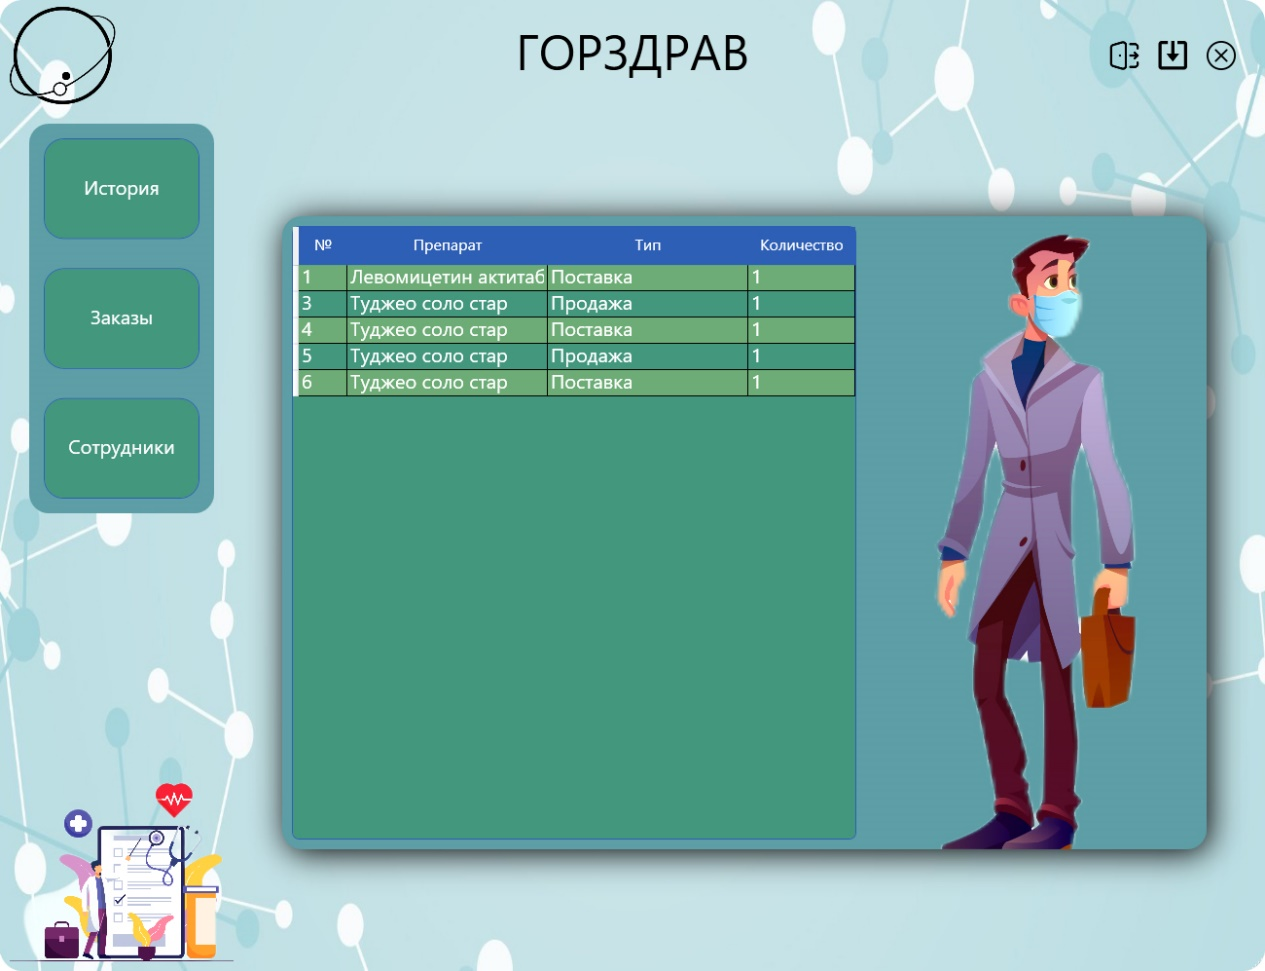 ГОРЗДРАВ
История
Заказы
Сотрудники
№ Препарат Тип Количество
1 Левомицетин актитаб Поставка 1
3 Туджео соло стар Продажа 1
4 Туджео соло стар Поставка 1
5 Туджео соло стар Продажа 1
6 Туджео соло стар Поставка 1